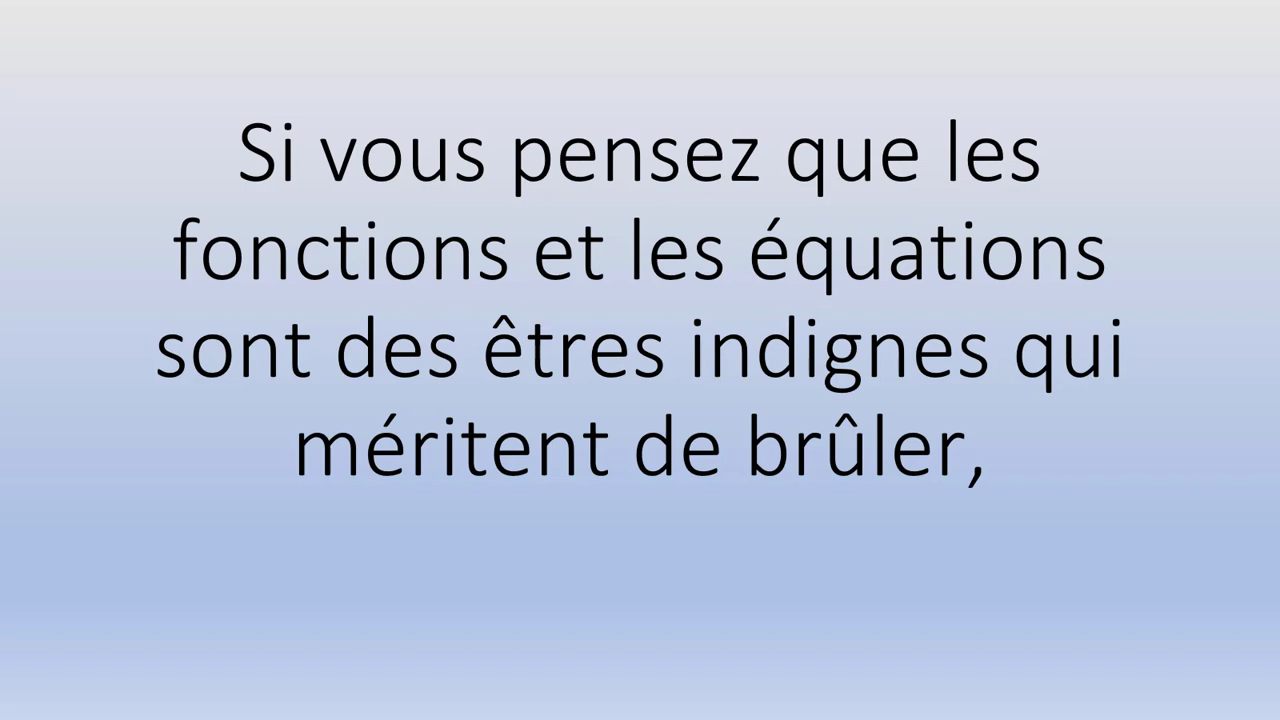 Si vous pensez que les
fonctions et les équations
sont des êtres indignes qui
méritent de brûler,